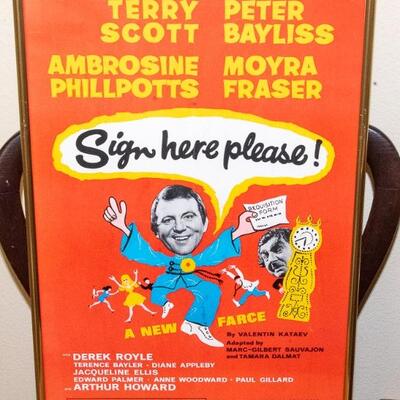 TERRY PETER
SCOTT BAYLISS
AMBROSINE MOYRA
PHILLPOTTS FRASER
Sign here please!
REQUISITION
FORM
A NEW FARCE
By VALENTIN KATAEV
Adapted by
MARC-GILBERT SAUVAJON
and TAMARA DALMAT
with DEREK ROYLE
TERENCE BAYLER · DIANE APPLEBY
JACQUELINE ELLIS
EDWARD PALMER · ANNE WOODWARD · PAUL GILLARD
and ARTHUR HOWARD